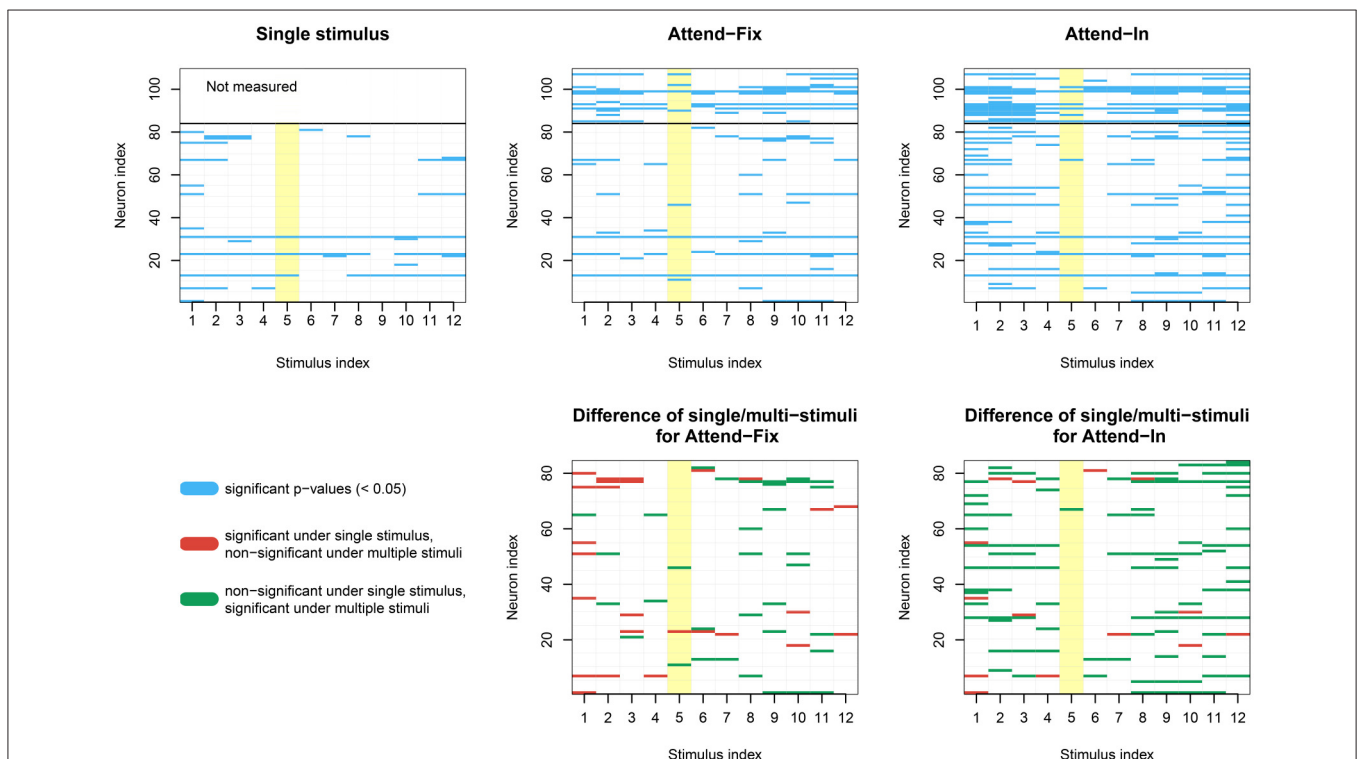 Single stimulus
Attend−Fix
Attend−In
Not measured
Neuron index
20
40
60
80
100
1 2 3 4 5 6 7 8 9 10 11 12
Stimulus index
Neuron index
20
40
60
80
100
1 2 3 4 5 6 7 8 9 10 11 12
Stimulus index
Neuron index
20
40
60
80
100
1 2 3 4 5 6 7 8 9 10 11 12
Stimulus index
significant p−values (< 0.05)
significant under single stimulus,
non−significant under multiple stimuli
non−significant under single stimulus,
significant under multiple stimuli
Difference of single/multi−stimuli
for Attend−Fix
Neuron index
20
40
60
80
1 2 3 4 5 6 7 8 9 10 11 12
Stimulus index
Difference of single/multi−stimuli
for Attend−In
Neuron index
20
40
60
80
1 2 3 4 5 6 7 8 9 10 11 12
Stimulus index